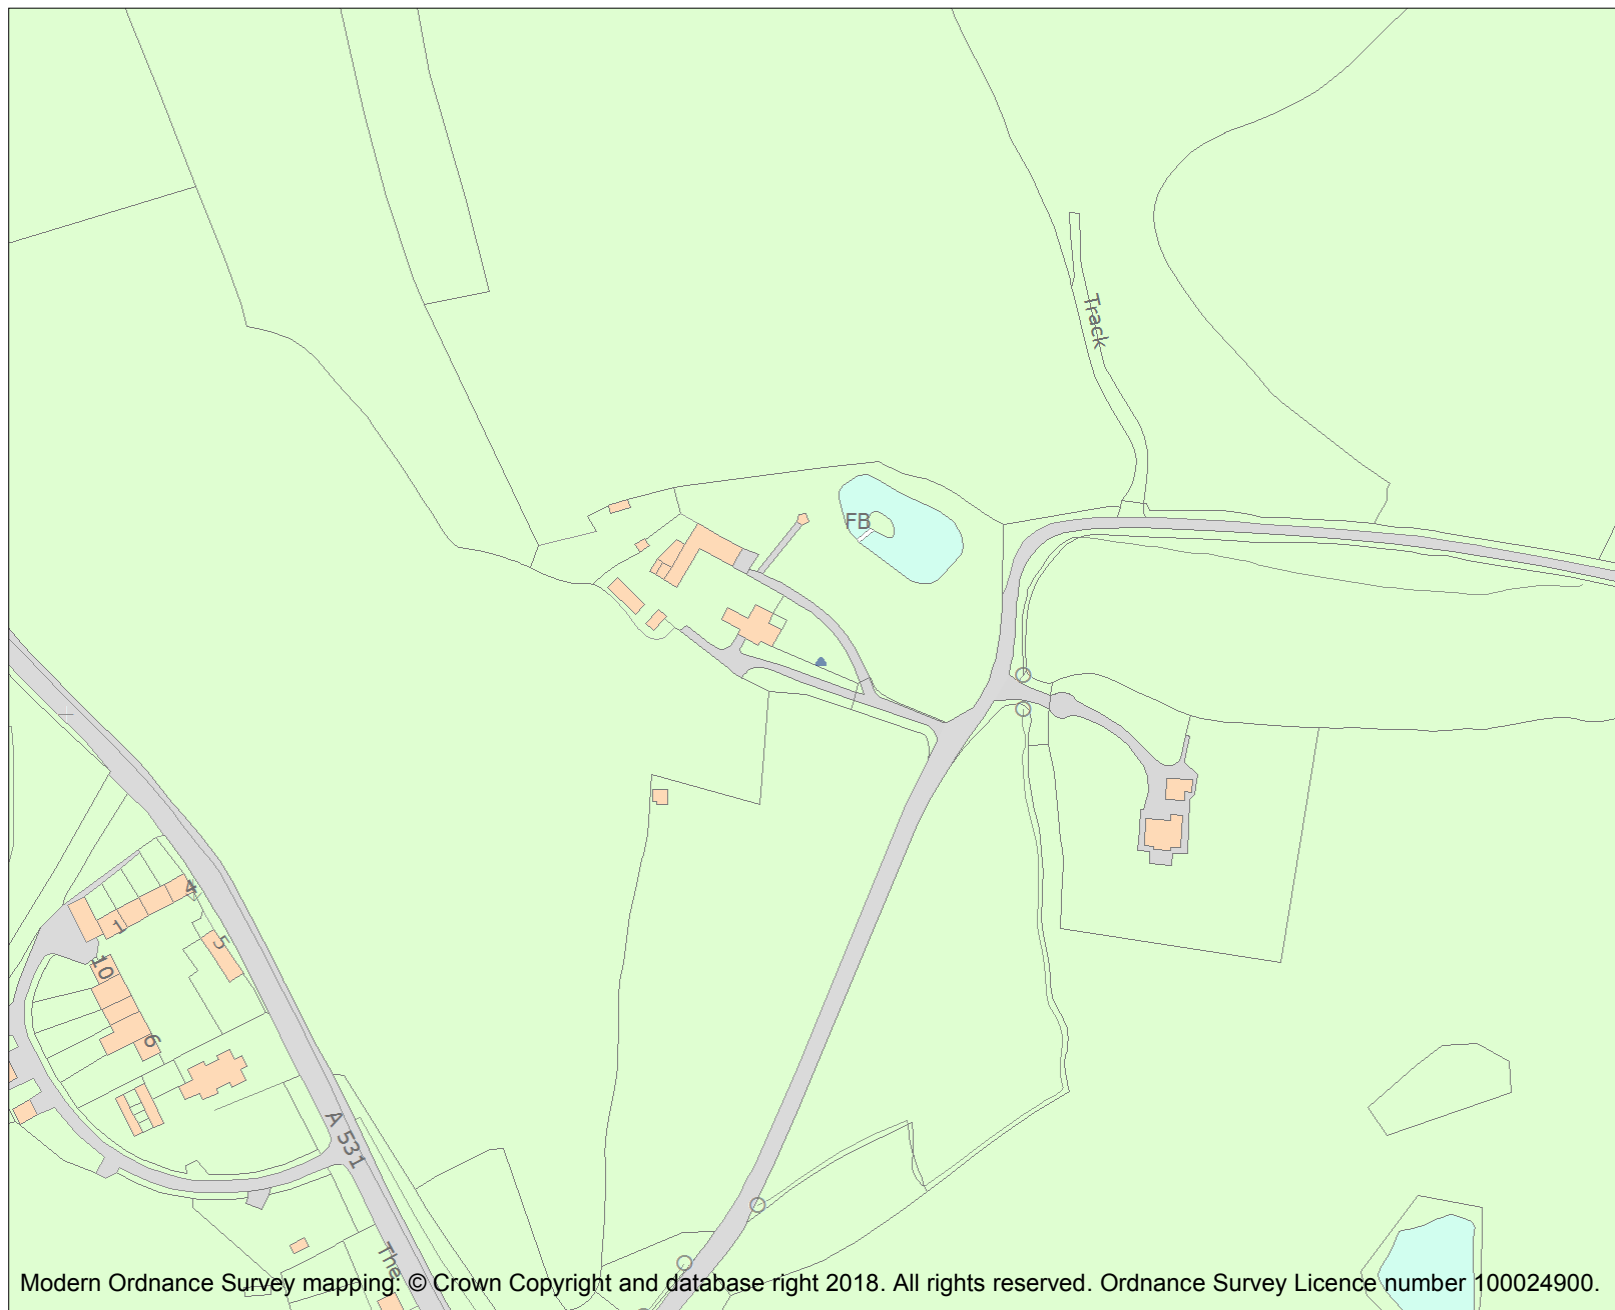 Track
FB
4
1
5
10
6
A 531
The
Modern Ordnance Survey mapping: © Crown Copyright and database right 2018. All rights reserved. Ordnance Survey Licence number 100024900.